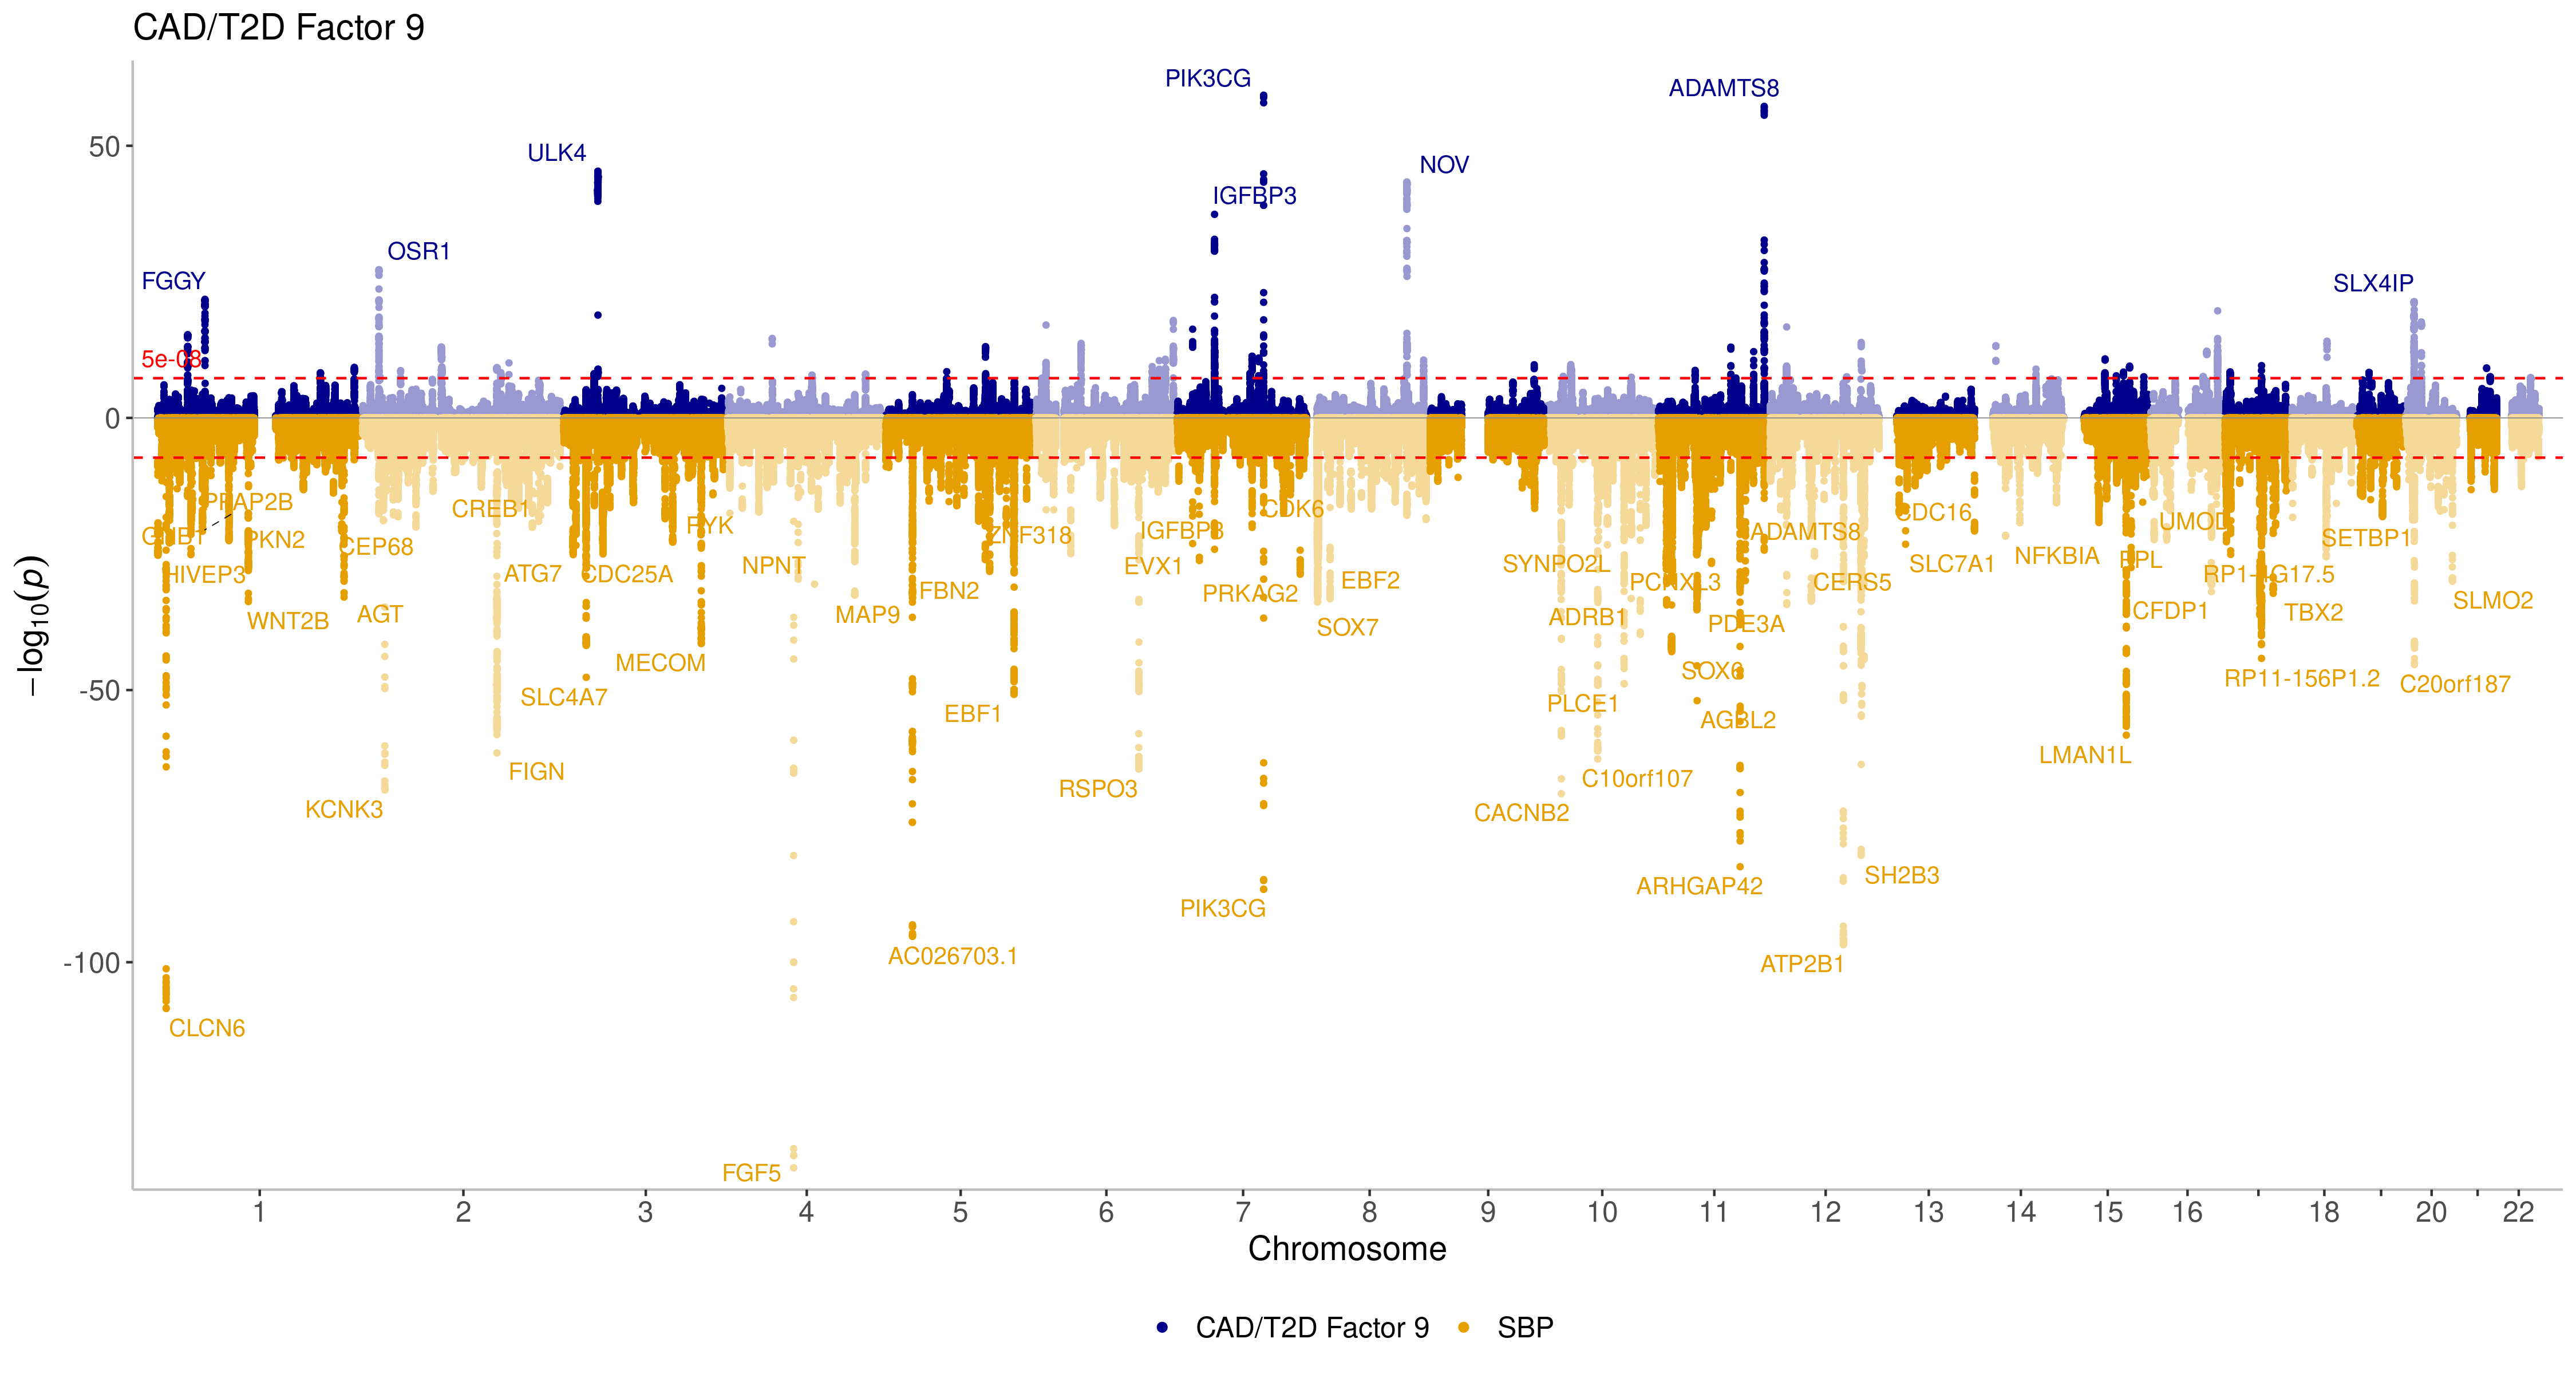 CAD/T2D Factor 9
PIK3CG
ADAMTS8
50
ULK4
NOV
IGFBP3
OSR1
FGGY
SLX4IP
5e-08
0
PPAP2B
CREB1
CDK6
CDC16
RYK
IGFBP3
UMOD
GNB1
PKN2
CEP68
ZNF318
ADAMTS8
SETBP1
NPNT
EVX1
SYNPO2L
SLC7A1
NFKBIA
HIVEP3
ATG7
CDC25A
EBF2
PCNXL3
CERS5
RP1-4G17.5
FBN2
PRKAG2
SLMO2
WNT2B
AGT
MAP9
SOX7
ADRB1
PDE3A
CFDP1
TBX2
MECOM
SOX6
RP11-156P1.2
C20orf187
-50
SLC4A7
EBF1
PLCE1
AGBL2
LMAN1L
FIGN
RSPO3
C10orf107
KCNK3
CACNB2
SH2B3
ARHGAP42
PIK3CG
AC026703.1
ATP2B1
-100
CLCN6
FGF5
−log10(p)
1 2 3 4 5 6 7 8 9 10 11 12 13 14 15 16 18 20 22
Chromosome
CAD/T2D Factor 9 SBP